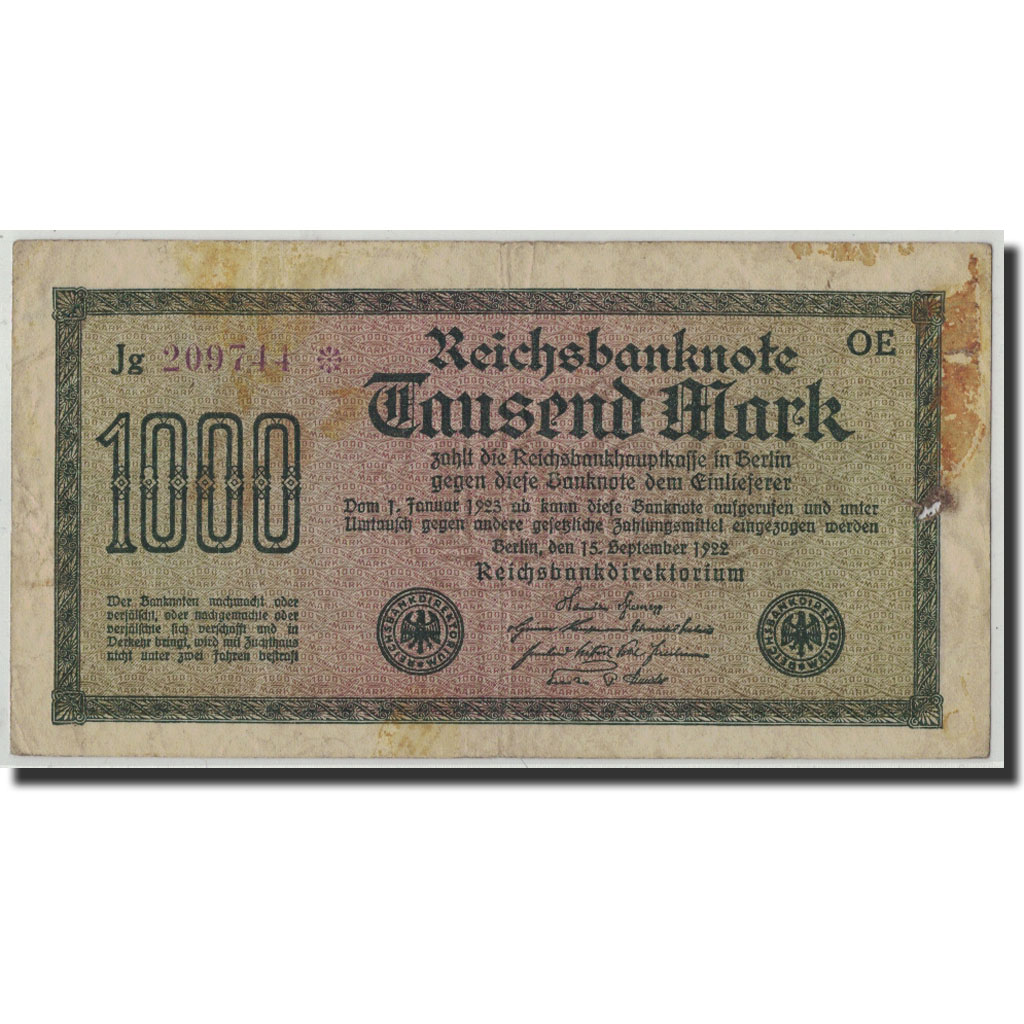 Reichsbanknote
OE
Jg 209744 *
Tausend Mark
1000
zahlt die Reichsbankhauptkasse in Berlin
gegen diese Banknote dem Einlieferer
Vom 1. Januar 1923 ab kann diese Banknote aufgerufen und unter
Umtausch gegen andere gesetzliche Zahlungsmittel eingezogen werden
Berlin, den 15. September 1922
Reichsbankdirektorium
Wer Banknoten nachmacht oder
verfälscht, oder nachgemachte oder
verfälschte sich verschafft und in
Verkehr bringt, wird mit Zuchthaus
nicht unter zwei Jahren bestraft
REICHSBANKDIREKTORIUM
REICHSBANKDIREKTORIUM